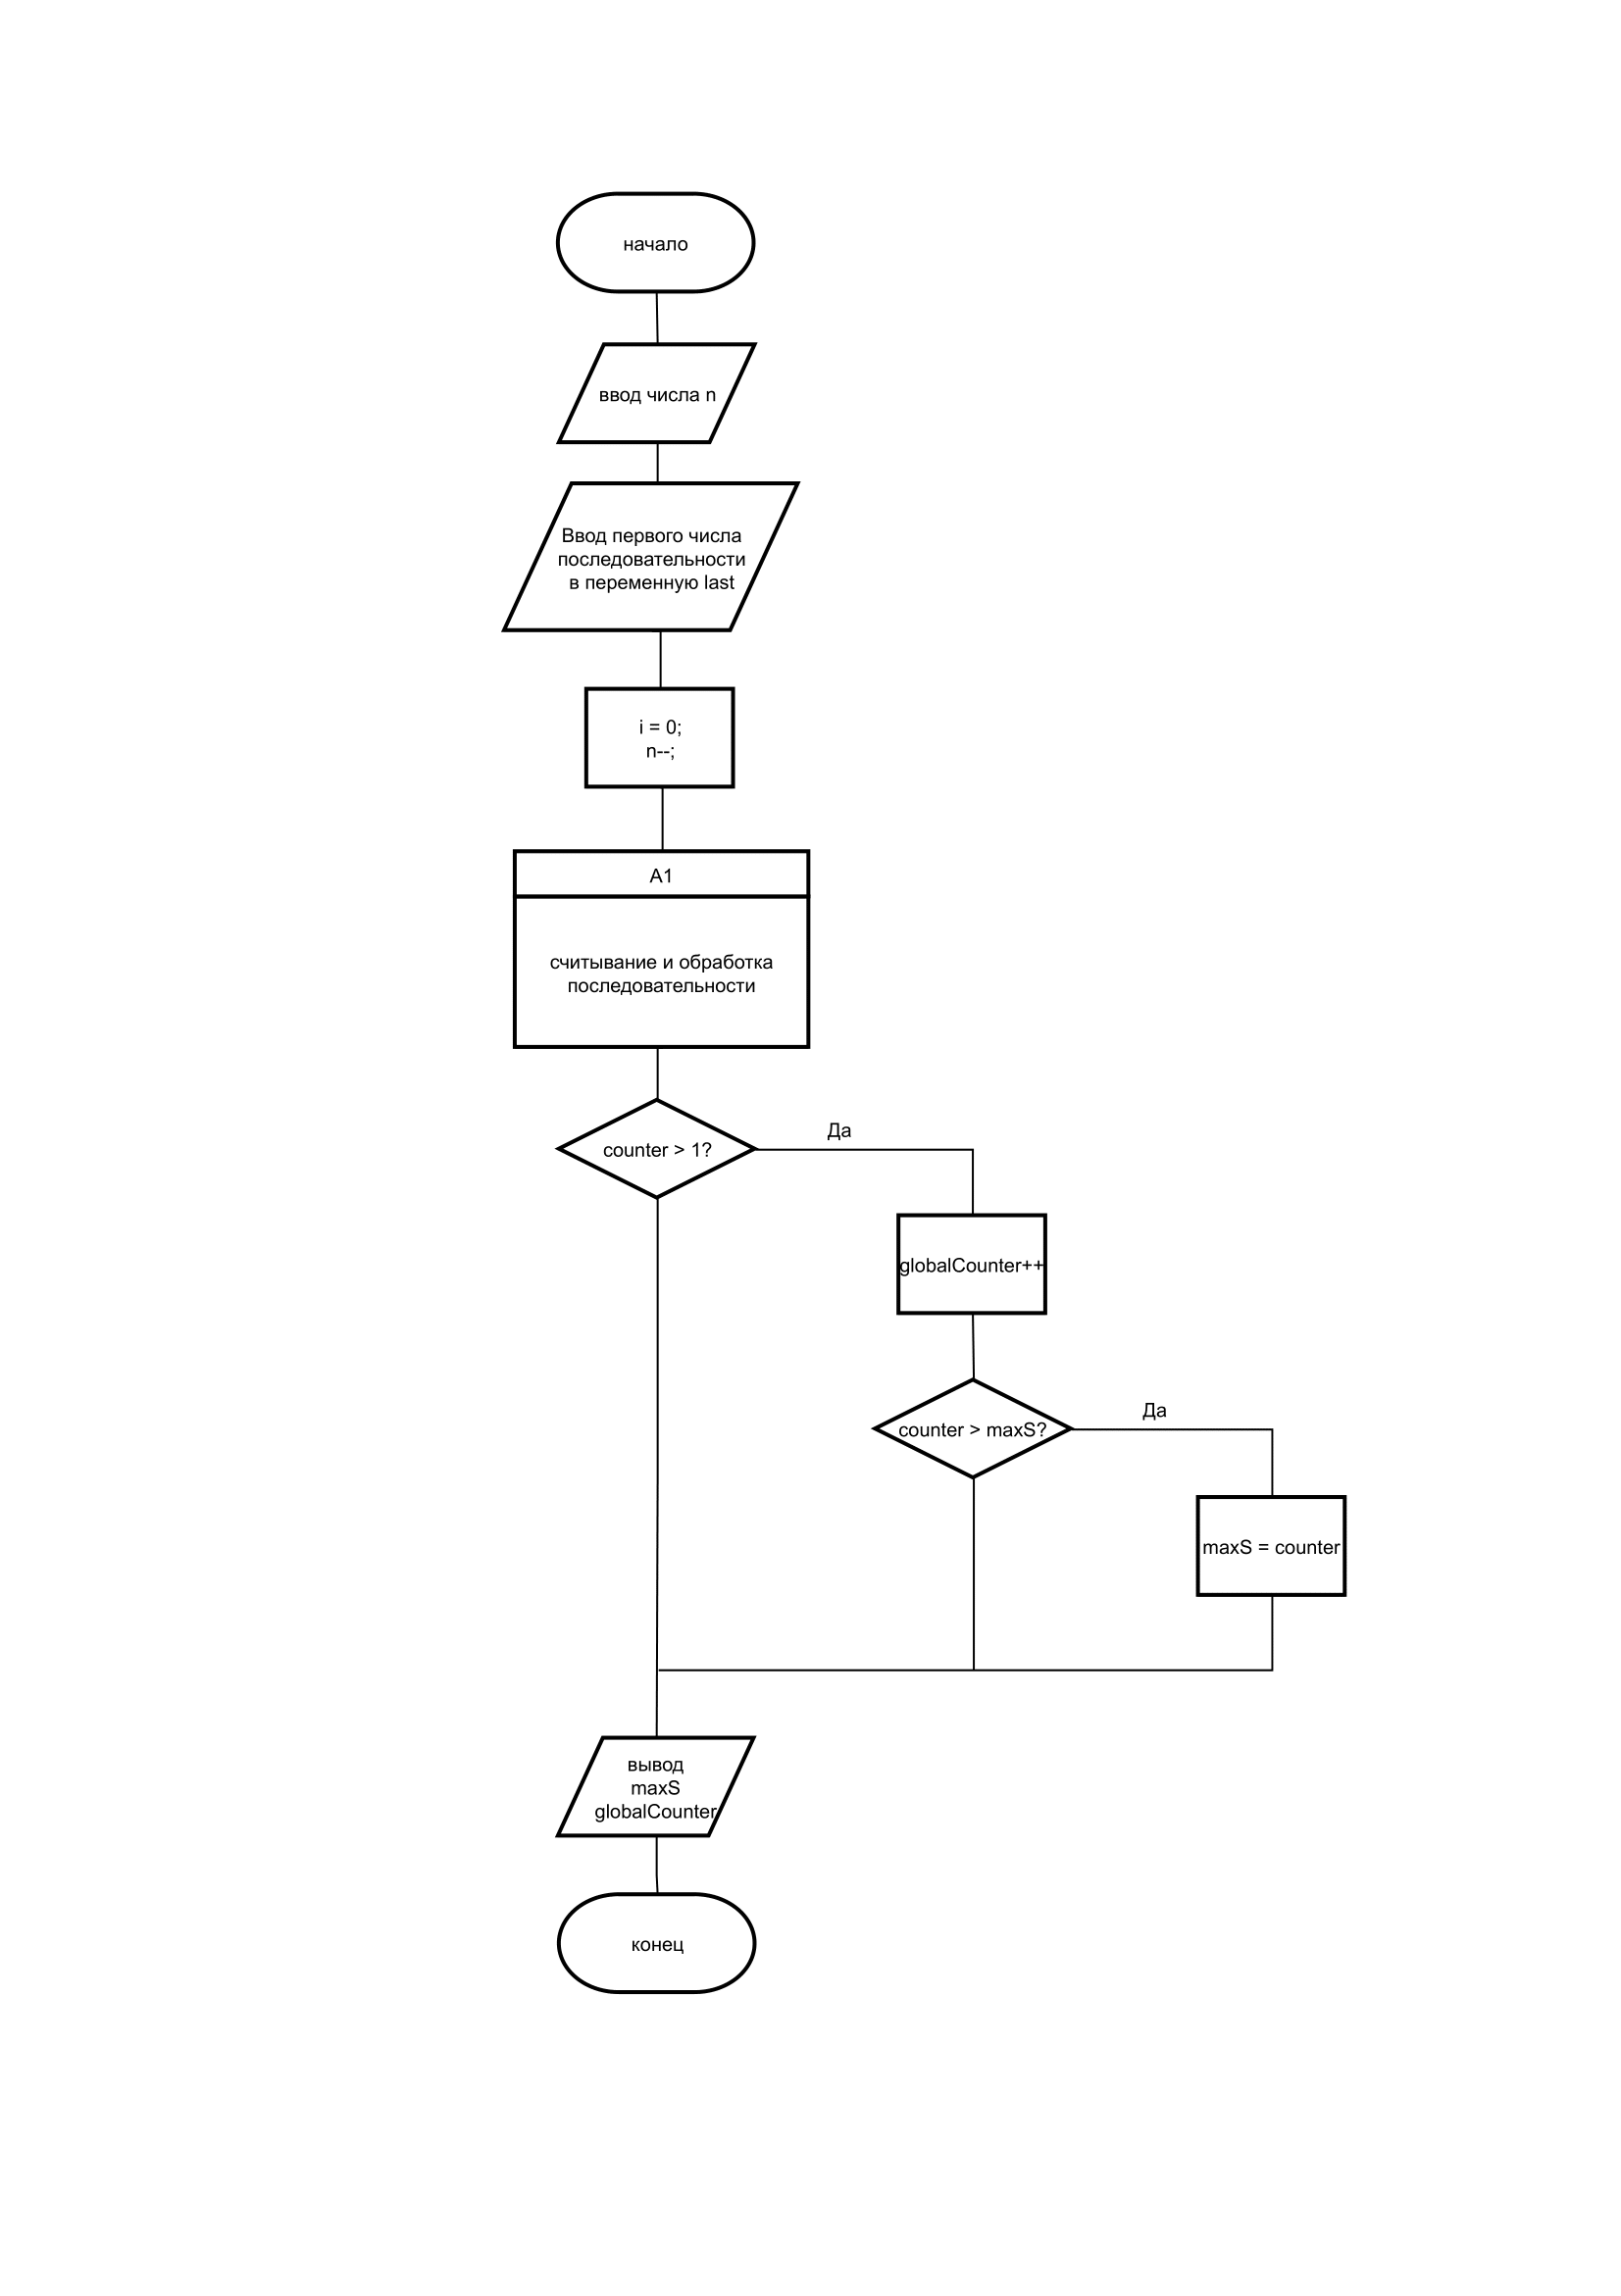 начало
ввод числа n
Ввод первого числа
последовательности
в переменную last
i = 0;
n--;
A1
считывание и обработка
последовательности
counter > 1?
Да
globalCounter++
counter > maxS?
Да
maxS = counter
вывод
maxS
globalCounter
конец